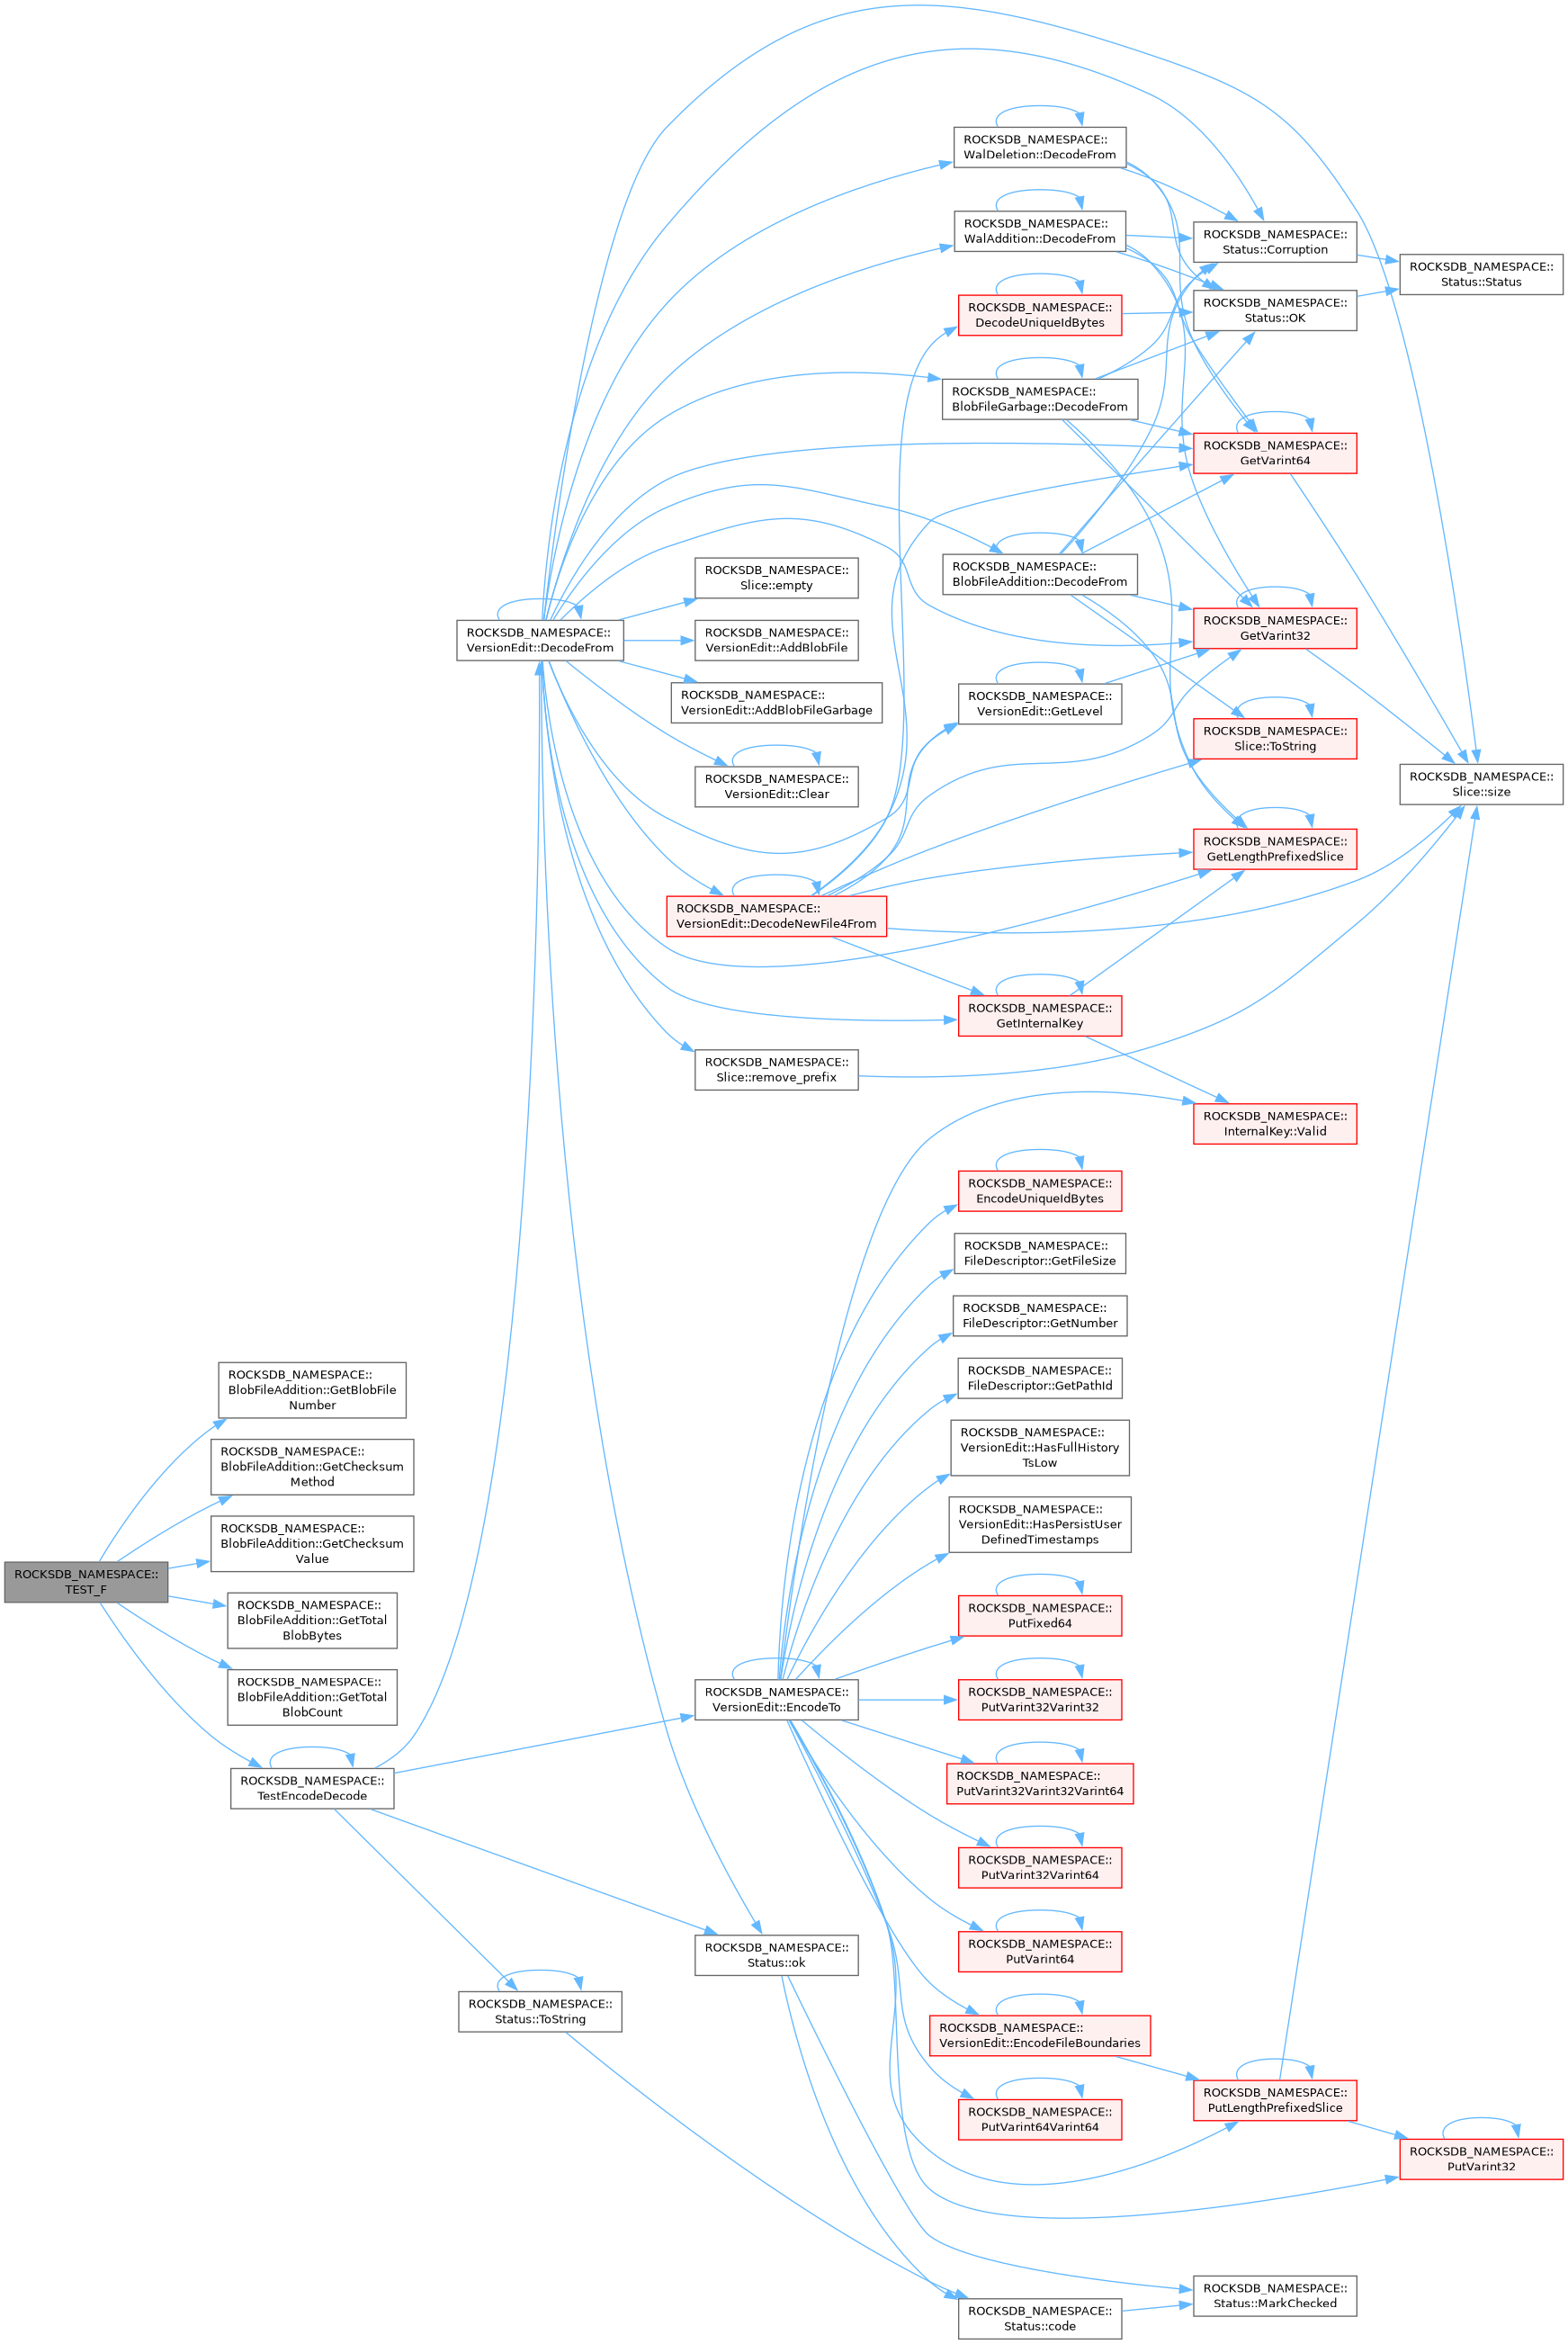 ROCKSDB_NAMESPACE::
WalDeletion::DecodeFrom
ROCKSDB_NAMESPACE::
WalAddition::DecodeFrom
ROCKSDB_NAMESPACE::
Status::Corruption
ROCKSDB_NAMESPACE::
Status::Status
ROCKSDB_NAMESPACE::
DecodeUniqueIdBytes
ROCKSDB_NAMESPACE::
Status::OK
ROCKSDB_NAMESPACE::
BlobFileGarbage::DecodeFrom
ROCKSDB_NAMESPACE::
GetVarint64
ROCKSDB_NAMESPACE::
Slice::empty
ROCKSDB_NAMESPACE::
BlobFileAddition::DecodeFrom
ROCKSDB_NAMESPACE::
GetVarint32
ROCKSDB_NAMESPACE::
VersionEdit::DecodeFrom
ROCKSDB_NAMESPACE::
VersionEdit::AddBlobFile
ROCKSDB_NAMESPACE::
VersionEdit::AddBlobFileGarbage
ROCKSDB_NAMESPACE::
VersionEdit::GetLevel
ROCKSDB_NAMESPACE::
Slice::ToString
ROCKSDB_NAMESPACE::
VersionEdit::Clear
ROCKSDB_NAMESPACE::
Slice::size
ROCKSDB_NAMESPACE::
GetLengthPrefixedSlice
ROCKSDB_NAMESPACE::
VersionEdit::DecodeNewFile4From
ROCKSDB_NAMESPACE::
GetInternalKey
ROCKSDB_NAMESPACE::
Slice::remove_prefix
ROCKSDB_NAMESPACE::
InternalKey::Valid
ROCKSDB_NAMESPACE::
EncodeUniqueIdBytes
ROCKSDB_NAMESPACE::
FileDescriptor::GetFileSize
ROCKSDB_NAMESPACE::
FileDescriptor::GetNumber
ROCKSDB_NAMESPACE::
BlobFileAddition::GetBlobFile
Number
ROCKSDB_NAMESPACE::
FileDescriptor::GetPathId
ROCKSDB_NAMESPACE::
VersionEdit::HasFullHistory
TsLow
ROCKSDB_NAMESPACE::
BlobFileAddition::GetChecksum
Method
ROCKSDB_NAMESPACE::
VersionEdit::HasPersistUser
DefinedTimestamps
ROCKSDB_NAMESPACE::
BlobFileAddition::GetChecksum
Value
ROCKSDB_NAMESPACE::
TEST_F
ROCKSDB_NAMESPACE::
BlobFileAddition::GetTotal
BlobBytes
ROCKSDB_NAMESPACE::
PutFixed64
ROCKSDB_NAMESPACE::
BlobFileAddition::GetTotal
BlobCount
ROCKSDB_NAMESPACE::
VersionEdit::EncodeTo
ROCKSDB_NAMESPACE::
PutVarint32Varint32
ROCKSDB_NAMESPACE::
TestEncodeDecode
ROCKSDB_NAMESPACE::
PutVarint32Varint32Varint64
ROCKSDB_NAMESPACE::
PutVarint32Varint64
ROCKSDB_NAMESPACE::
Status::ok
ROCKSDB_NAMESPACE::
PutVarint64
ROCKSDB_NAMESPACE::
Status::ToString
ROCKSDB_NAMESPACE::
VersionEdit::EncodeFileBoundaries
ROCKSDB_NAMESPACE::
PutLengthPrefixedSlice
ROCKSDB_NAMESPACE::
PutVarint64Varint64
ROCKSDB_NAMESPACE::
PutVarint32
ROCKSDB_NAMESPACE::
Status::MarkChecked
ROCKSDB_NAMESPACE::
Status::code